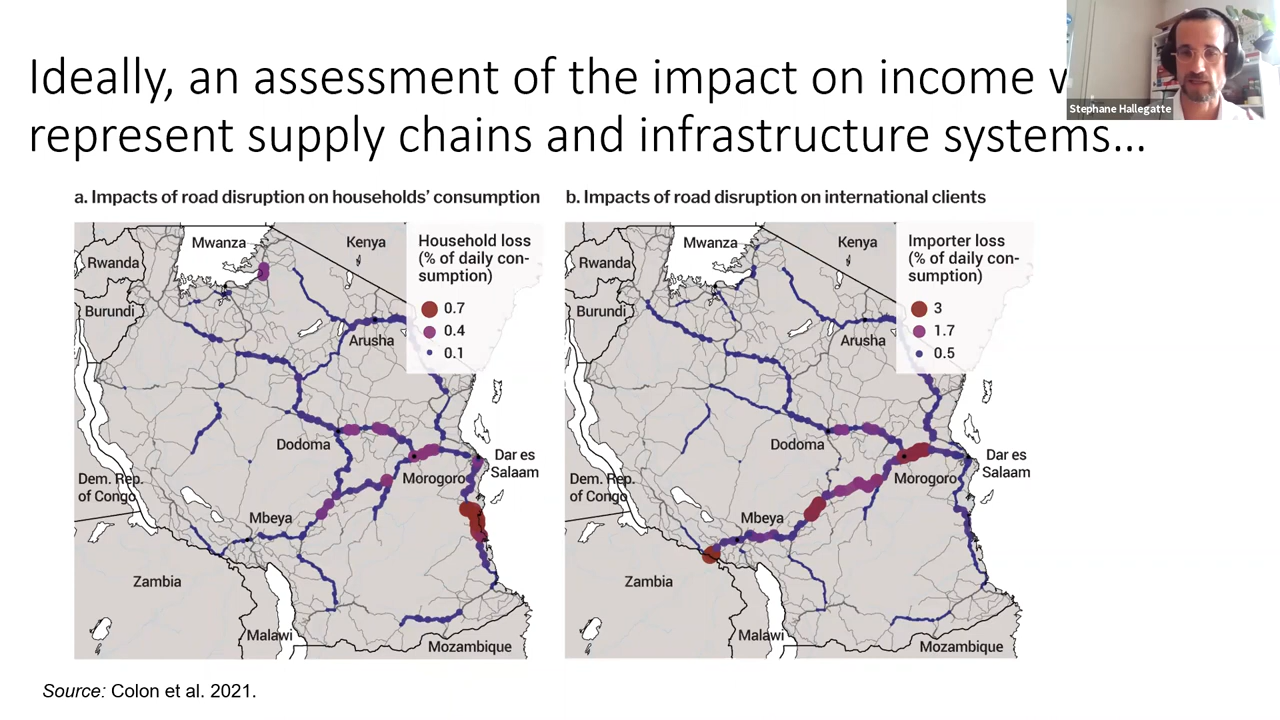 Ideally, an assessment of the impact on income
represent supply chains and infrastructure systems...
Stephane Hallegatte
a. Impacts of road disruption on households' consumption
Mwanza
Kenya
Rwanda
Burundi
Arusha
Household loss
(% of daily con-
sumption)
0.7
0.4
0.1
Dodoma
Dar es
Salaam
Morogoro
Dem. Rep.
of Congo
Mbeya
Zambia
Malawi
Mozambique
b. Impacts of road disruption on international clients
Mwanza
Kenya
Rwanda
Burundi
Arusha
Importer loss
(% of daily con-
sumption)
3
1.7
0.5
Dodoma
Dar es
Salaam
Morogoro
Dem. Rep.
of Congo
Mbeya
Zambia
Malawi
Mozambique
Source: Colon et al. 2021.